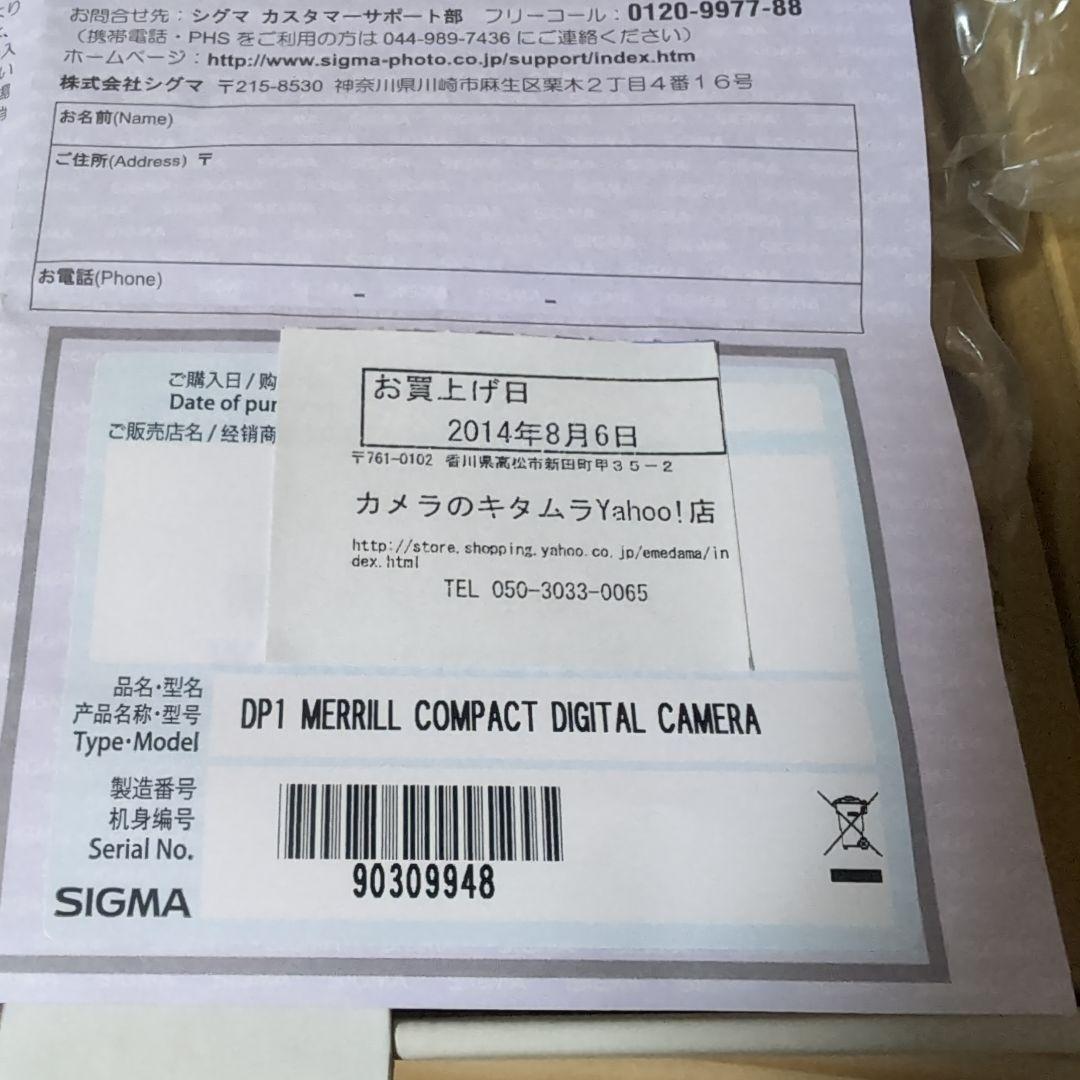 お問合せ先：シグマ カスタマーサポート部　フリーコール：0120-9977-88
（携帯電話・PHS をご利用の方は 044-989-7436 にご連絡ください）
ホームページ：http://www.sigma-photo.co.jp/support/index.htm
株式会社シグマ 〒215-8530 神奈川県川崎市麻生区栗木２丁目４番１６号
お名前(Name)
ご住所(Address) 〒
お電話(Phone)
– –
ご購入日 / 购
Date of pur
ご販売店名 / 经销商
お買上げ日
2014年8月6日
〒761-0102 香川県高松市新田町甲３５－２
カメラのキタムラYahoo!店
http://store.shopping.yahoo.co.jp/emedama/in
dex.html
TEL 050-3033-0065
品名・型名
产品名称・型号
Type・Model
DP1 MERRILL COMPACT DIGITAL CAMERA
製造番号
机身编号
Serial No.
90309948
SIGMA